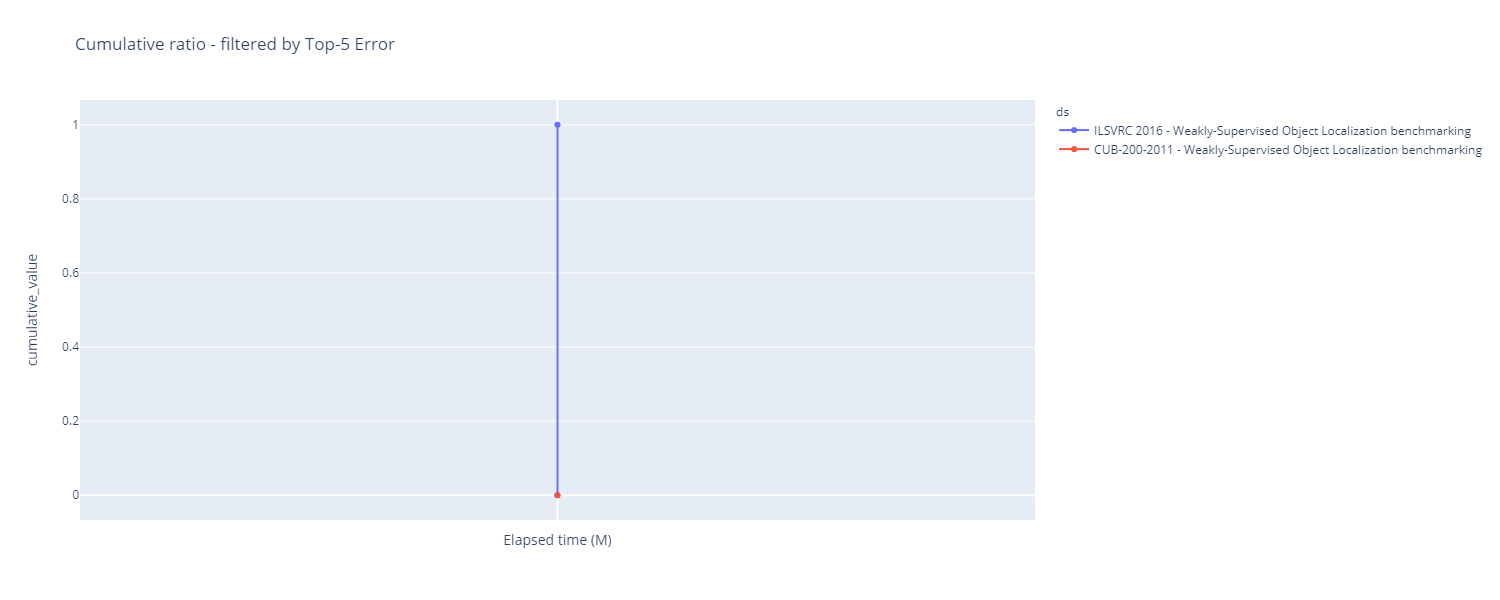 Cumulative ratio - filtered by Top-5 Error
ds
ILSVRC 2016 - Weakly-Supervised Object Localization benchmarking
CUB-200-2011 - Weakly-Supervised Object Localization benchmarking
cumulative_value
1
0.8
0.6
0.4
0.2
0
Elapsed time (M)